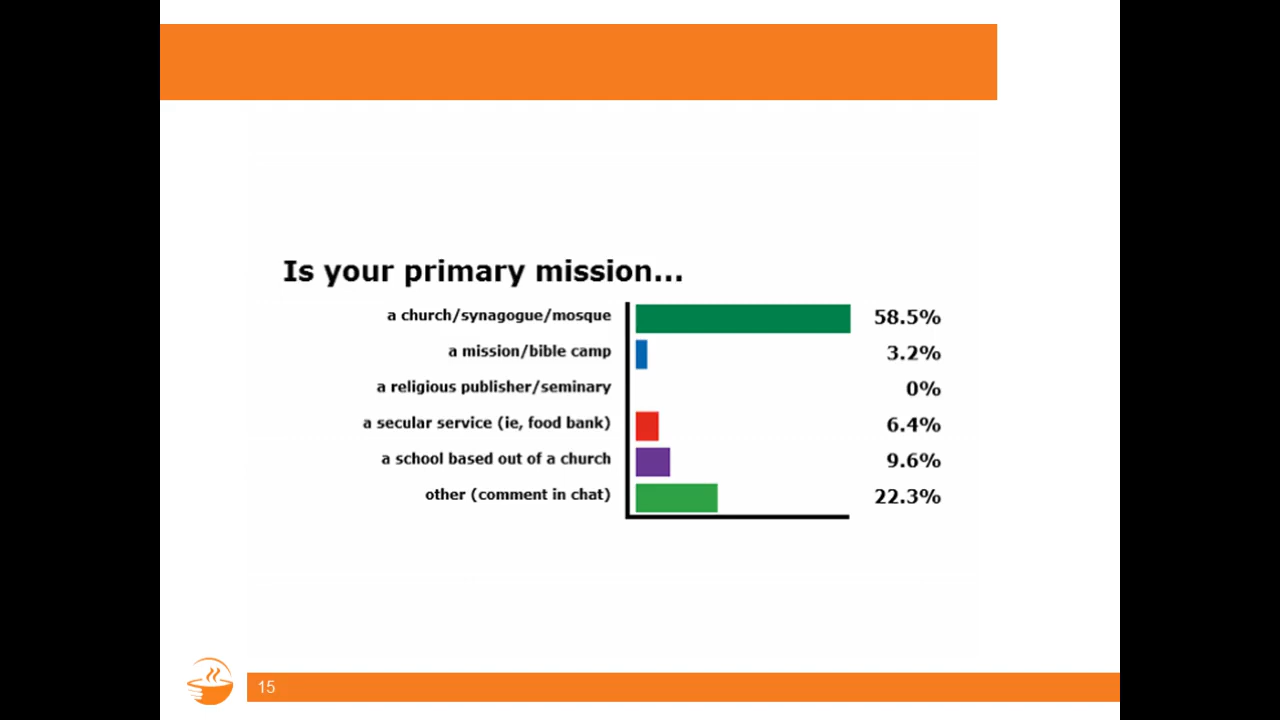 Is your primary mission...
a church/synagogue/mosque 58.5%
a mission/bible camp 3.2%
a religious publisher/seminary 0%
a secular service (ie, food bank) 6.4%
a school based out of a church 9.6%
other (comment in chat) 22.3%
15